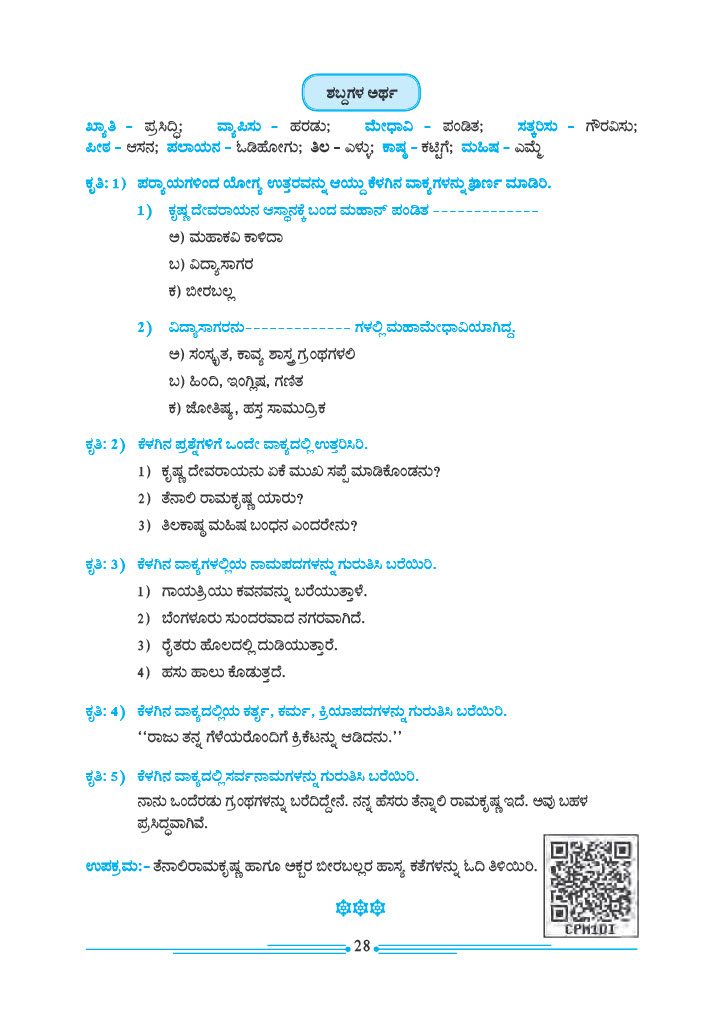 ಶಬ್ದಗಳ ಅರ್ಥ
ಖ್ಯಾತಿ - ಪ್ರಸಿದ್ಧಿ; ವ್ಯಾಪಿಸು - ಹರಡು; ಮೇಧಾವಿ - ಪಂಡಿತ; ಸತ್ಕರಿಸು - ಗೌರವಿಸು;
ಪೀಠ - ಆಸನ; ಪಲಾಯನ - ಓಡಿಹೋಗು; ತಿಲ - ಎಳ್ಳು; ಕಾಷ್ಠ - ಕಟ್ಟಿಗೆ; ಮಹಿಷ - ಎಮ್ಮೆ
ಕೃತಿ: 1) ಪರ‍್ಯಾಯಗಳಿಂದ ಯೋಗ್ಯ ಉತ್ತರವನ್ನು ಆಯ್ದು ಕೆಳಗಿನ ವಾಕ್ಯಗಳನ್ನು ಮಾಡಿರಿ.
1) ಕೃಷ್ಣದೇವರಾಯನ ಆಸ್ಥಾನಕ್ಕೆ ಬಂದ ಮಹಾನ್ ಪಂಡಿತ -------------
ಅ) ಮಹಾಕವಿ ಕಾಳಿದಾ
ಬ) ವಿದ್ಯಾಸಾಗರ
ಕ) ಬೀರಬಲ್ಲ
2) ವಿದ್ಯಾಸಾಗರನು------------- ಗಳಲ್ಲಿ ಮಹಾಮೇಧಾವಿಯಾಗಿದ್ದ.
ಅ) ಸಂಸ್ಕೃತ, ಕಾವ್ಯ ಶಾಸ್ತ್ರಗ್ರಂಥಗಳಲಿ
ಬ) ಹಿಂದಿ, ಇಂಗ್ಲಿಷ, ಗಣಿತ
ಕ) ಜೋತಿಷ್ಯ, ಹಸ್ತ ಸಾಮುದ್ರಿಕ
ಕೃತಿ: 2) ಕೆಳಗಿನ ಪ್ರಶ್ನೆಗಳಿಗೆ ಒಂದೇ ವಾಕ್ಯದಲ್ಲಿ ಉತ್ತರಿಸಿರಿ.
1) ಕೃಷ್ಣದೇವರಾಯನು ಏಕೆ ಮುಖ ಸಪ್ಪೆ ಮಾಡಿಕೊಂಡನು?
2) ತೆನಾಲಿ ರಾಮಕೃಷ್ಣ ಯಾರು?
3) ತಿಲಕಾಷ್ಠ ಮಹಿಷ ಬಂಧನ ಎಂದರೇನು?
ಕೃತಿ: 3) ಕೆಳಗಿನ ವಾಕ್ಯಗಳಲ್ಲಿಯ ನಾಮಪದಗಳನ್ನು ಗುರುತಿಸಿ ಬರೆಯಿರಿ.
1) ಗಾಯತ್ರಿಯು ಕವನವನ್ನು ಬರೆಯುತ್ತಾಳೆ.
2) ಬೆಂಗಳೂರು ಸುಂದರವಾದ ನಗರವಾಗಿದೆ.
3) ರೈತರು ಹೊಲದಲ್ಲಿ ದುಡಿಯುತ್ತಾರೆ.
4) ಹಸು ಹಾಲು ಕೊಡುತ್ತದೆ.
ಕೃತಿ: 4) ಕೆಳಗಿನ ವಾಕ್ಯದಲ್ಲಿಯ ಕರ್ತೃ, ಕರ್ಮ, ಕ್ರಿಯಾಪದಗಳನ್ನು ಗುರುತಿಸಿ ಬರೆಯಿರಿ.
‘‘ರಾಜು ತನ್ನ ಗೆಳೆಯರೊಂದಿಗೆ ಕ್ರಿಕೆಟನ್ನು ಆಡಿದನು.’’
ಕೃತಿ: 5) ಕೆಳಗಿನ ವಾಕ್ಯದಲ್ಲಿ ಸರ್ವನಾಮಗಳನ್ನು ಗುರುತಿಸಿ ಬರೆಯಿರಿ.
ನಾನು ಒಂದೆರಡು ಗ್ರಂಥಗಳನ್ನು ಬರೆದಿದ್ದೇನೆ. ನನ್ನ ಹೆಸರು ತೆನ್ನಾಲಿ ರಾಮಕೃಷ್ಣ ಇದೆ. ಅವು ಬಹಳ
ಪ್ರಸಿದ್ಧವಾಗಿವೆ.
ಉಪಕ್ರಮ:- ತೆನಾಲಿರಾಮಕೃಷ್ಣ ಹಾಗೂ ಅಕ್ಬರ ಬೀರಬಲ್ಲರ ಹಾಸ್ಯ ಕತೆಗಳನ್ನು ಓದಿ ತಿಳಿಯಿರಿ.
CPM1DI
28